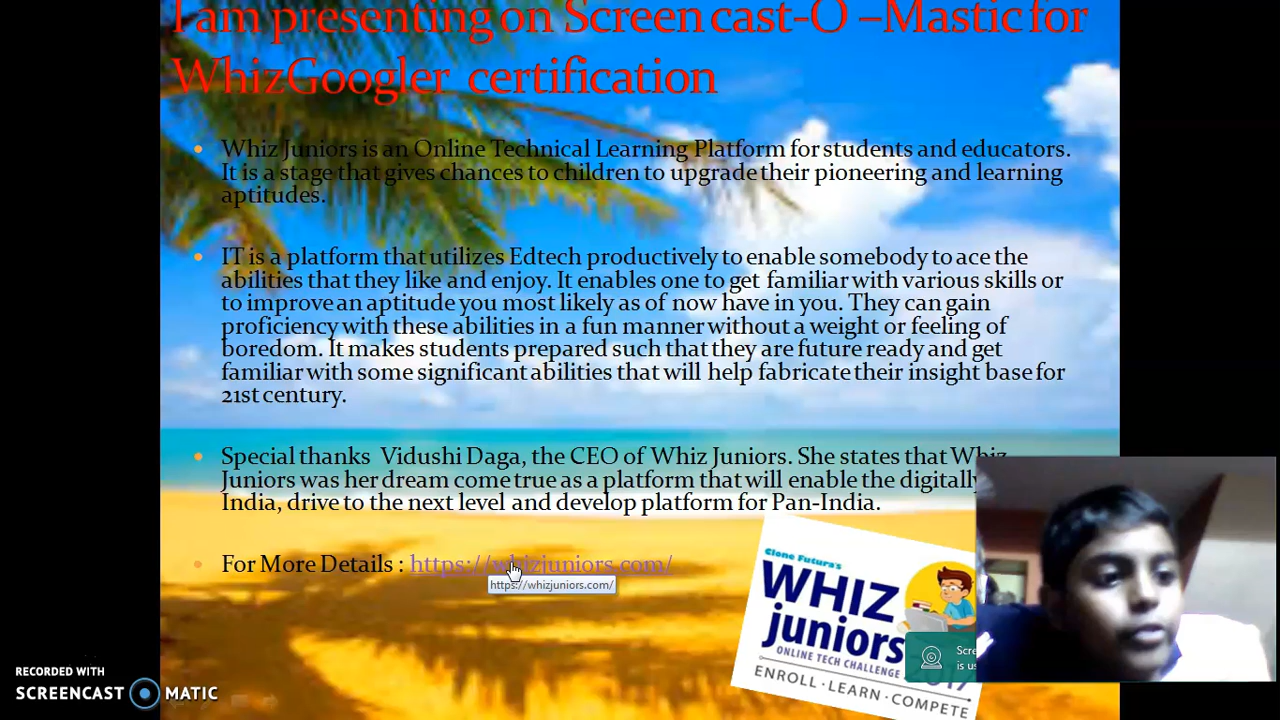 I am presenting on Screen cast-O –Mastic for
WhizGoogler certification
Whiz Juniors is an Online Technical Learning Platform for students and educators.
It is a stage that gives chances to children to upgrade their pioneering and learning
aptitudes.
IT is a platform that utilizes Edtech productively to enable somebody to ace the
abilities that they like and enjoy. It enables one to get familiar with various skills or
to improve an aptitude you most likely as of now have in you. They can gain
proficiency with these abilities in a fun manner without a weight or feeling of
boredom. It makes students prepared such that they are future ready and get
familiar with some significant abilities that will help fabricate their insight base for
21st century.
Special thanks Vidushi Daga, the CEO of Whiz Juniors. She states that Whiz
Juniors was her dream come true as a platform that will enable the digitally
India, drive to the next level and develop platform for Pan-India.
For More Details : https://whizjuniors.com/
https://whizjuniors.com/
Clone Futura's
WHIZ
juniors
ONLINE TECH CHALLENGE
2017
ENROLL · LEARN · COMPETE
is
RECORDED WITH
SCREENCAST MATIC